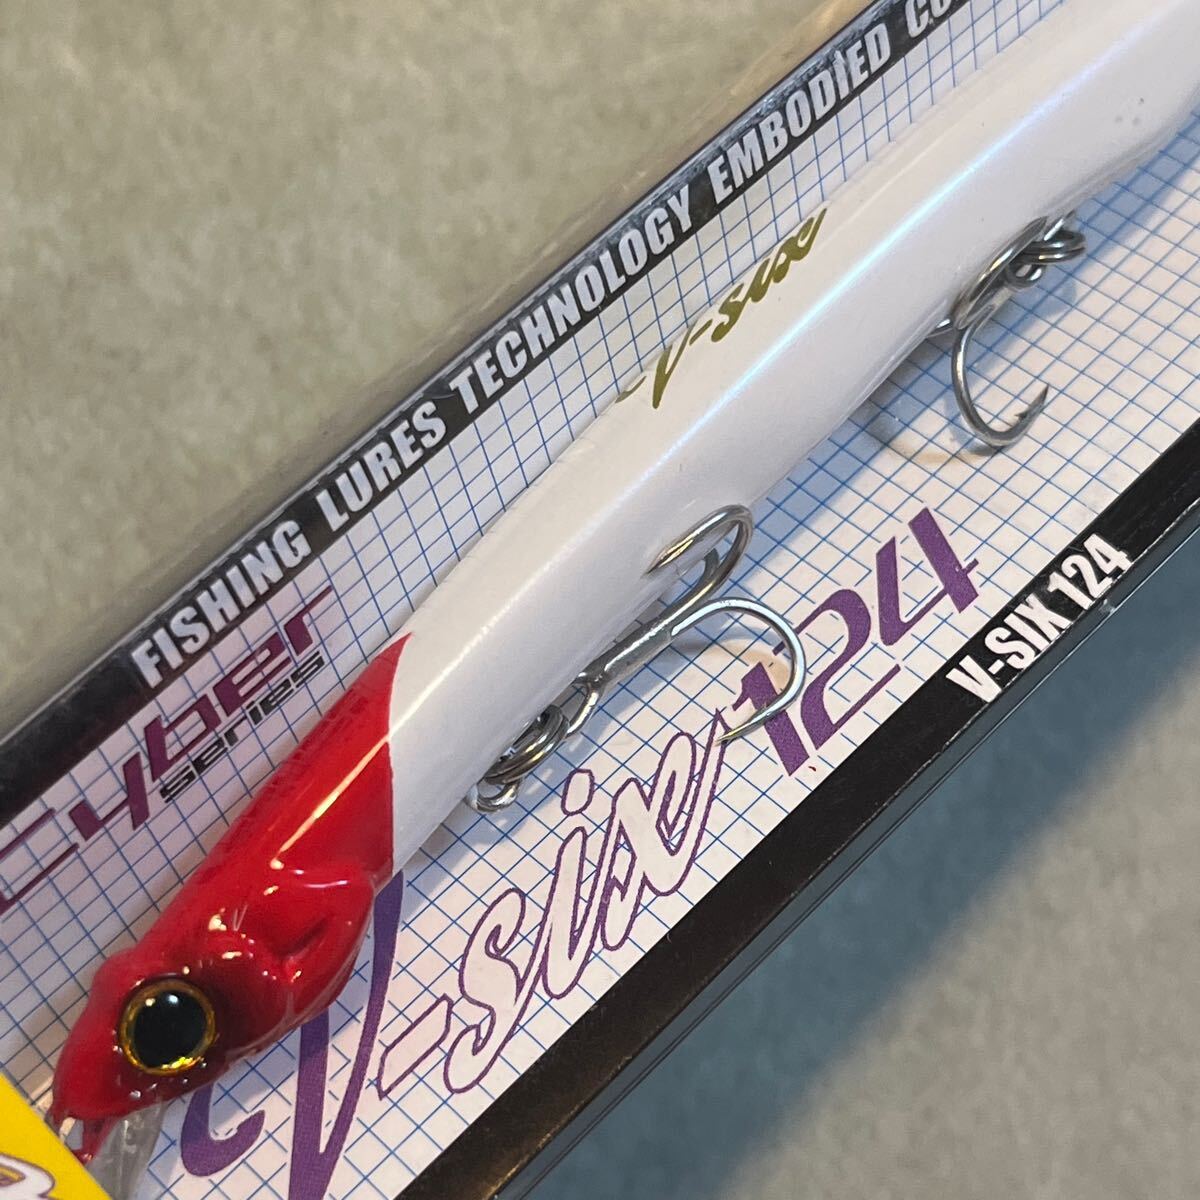 FISHING LURES TECHNOLOGY EMBODIED
cyber
series
V-six
V-six 124
V-SIX 124